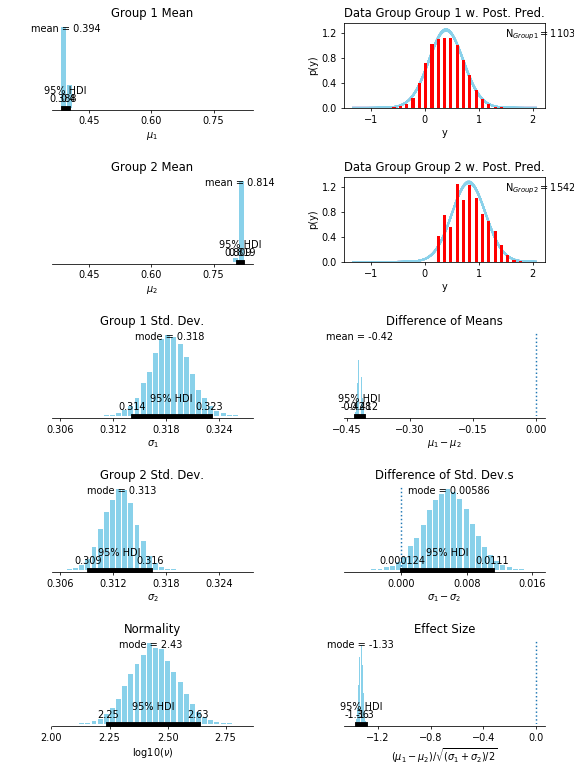 Group 1 Mean
mean = 0.394
95% HDI
0.45 0.60 0.75
μ1
Data Group Group 1 w. Post. Pred.
N_Group1 = 1103
p(y)
1.2
0.8
0.4
0.0
−1 0 1 2
y
Group 2 Mean
mean = 0.814
95% HDI
0.45 0.60 0.75
μ2
Data Group Group 2 w. Post. Pred.
N_Group2 = 1542
p(y)
1.2
0.8
0.4
0.0
−1 0 1 2
y
Group 1 Std. Dev.
mode = 0.318
95% HDI
0.314 0.323
0.306 0.312 0.318 0.324
σ1
Difference of Means
mean = -0.42
95% HDI
−0.45 −0.30 −0.15 0.00
μ1 − μ2
Group 2 Std. Dev.
mode = 0.313
95% HDI
0.309 0.316
0.306 0.312 0.318 0.324
σ2
Difference of Std. Dev.s
mode = 0.00586
95% HDI
0.000124 0.0111
0.000 0.008 0.016
σ1 − σ2
Normality
mode = 2.43
95% HDI
2.25 2.63
2.00 2.25 2.50 2.75
log10(ν)
Effect Size
mode = -1.33
95% HDI
−1.2 −0.8 −0.4 0.0
(μ1 − μ2)/√(σ1 + σ2)/2